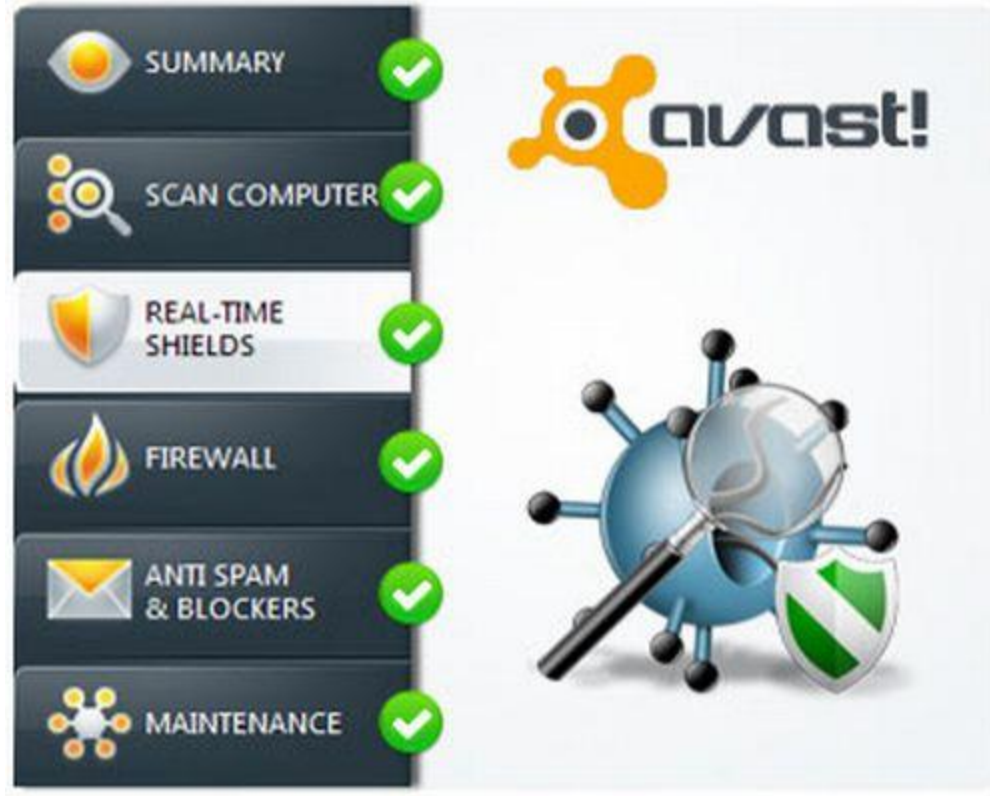 SUMMARY
avast!
SCAN COMPUTER
REAL-TIME
SHIELDS
FIREWALL
ANTI SPAM
& BLOCKERS
MAINTENANCE